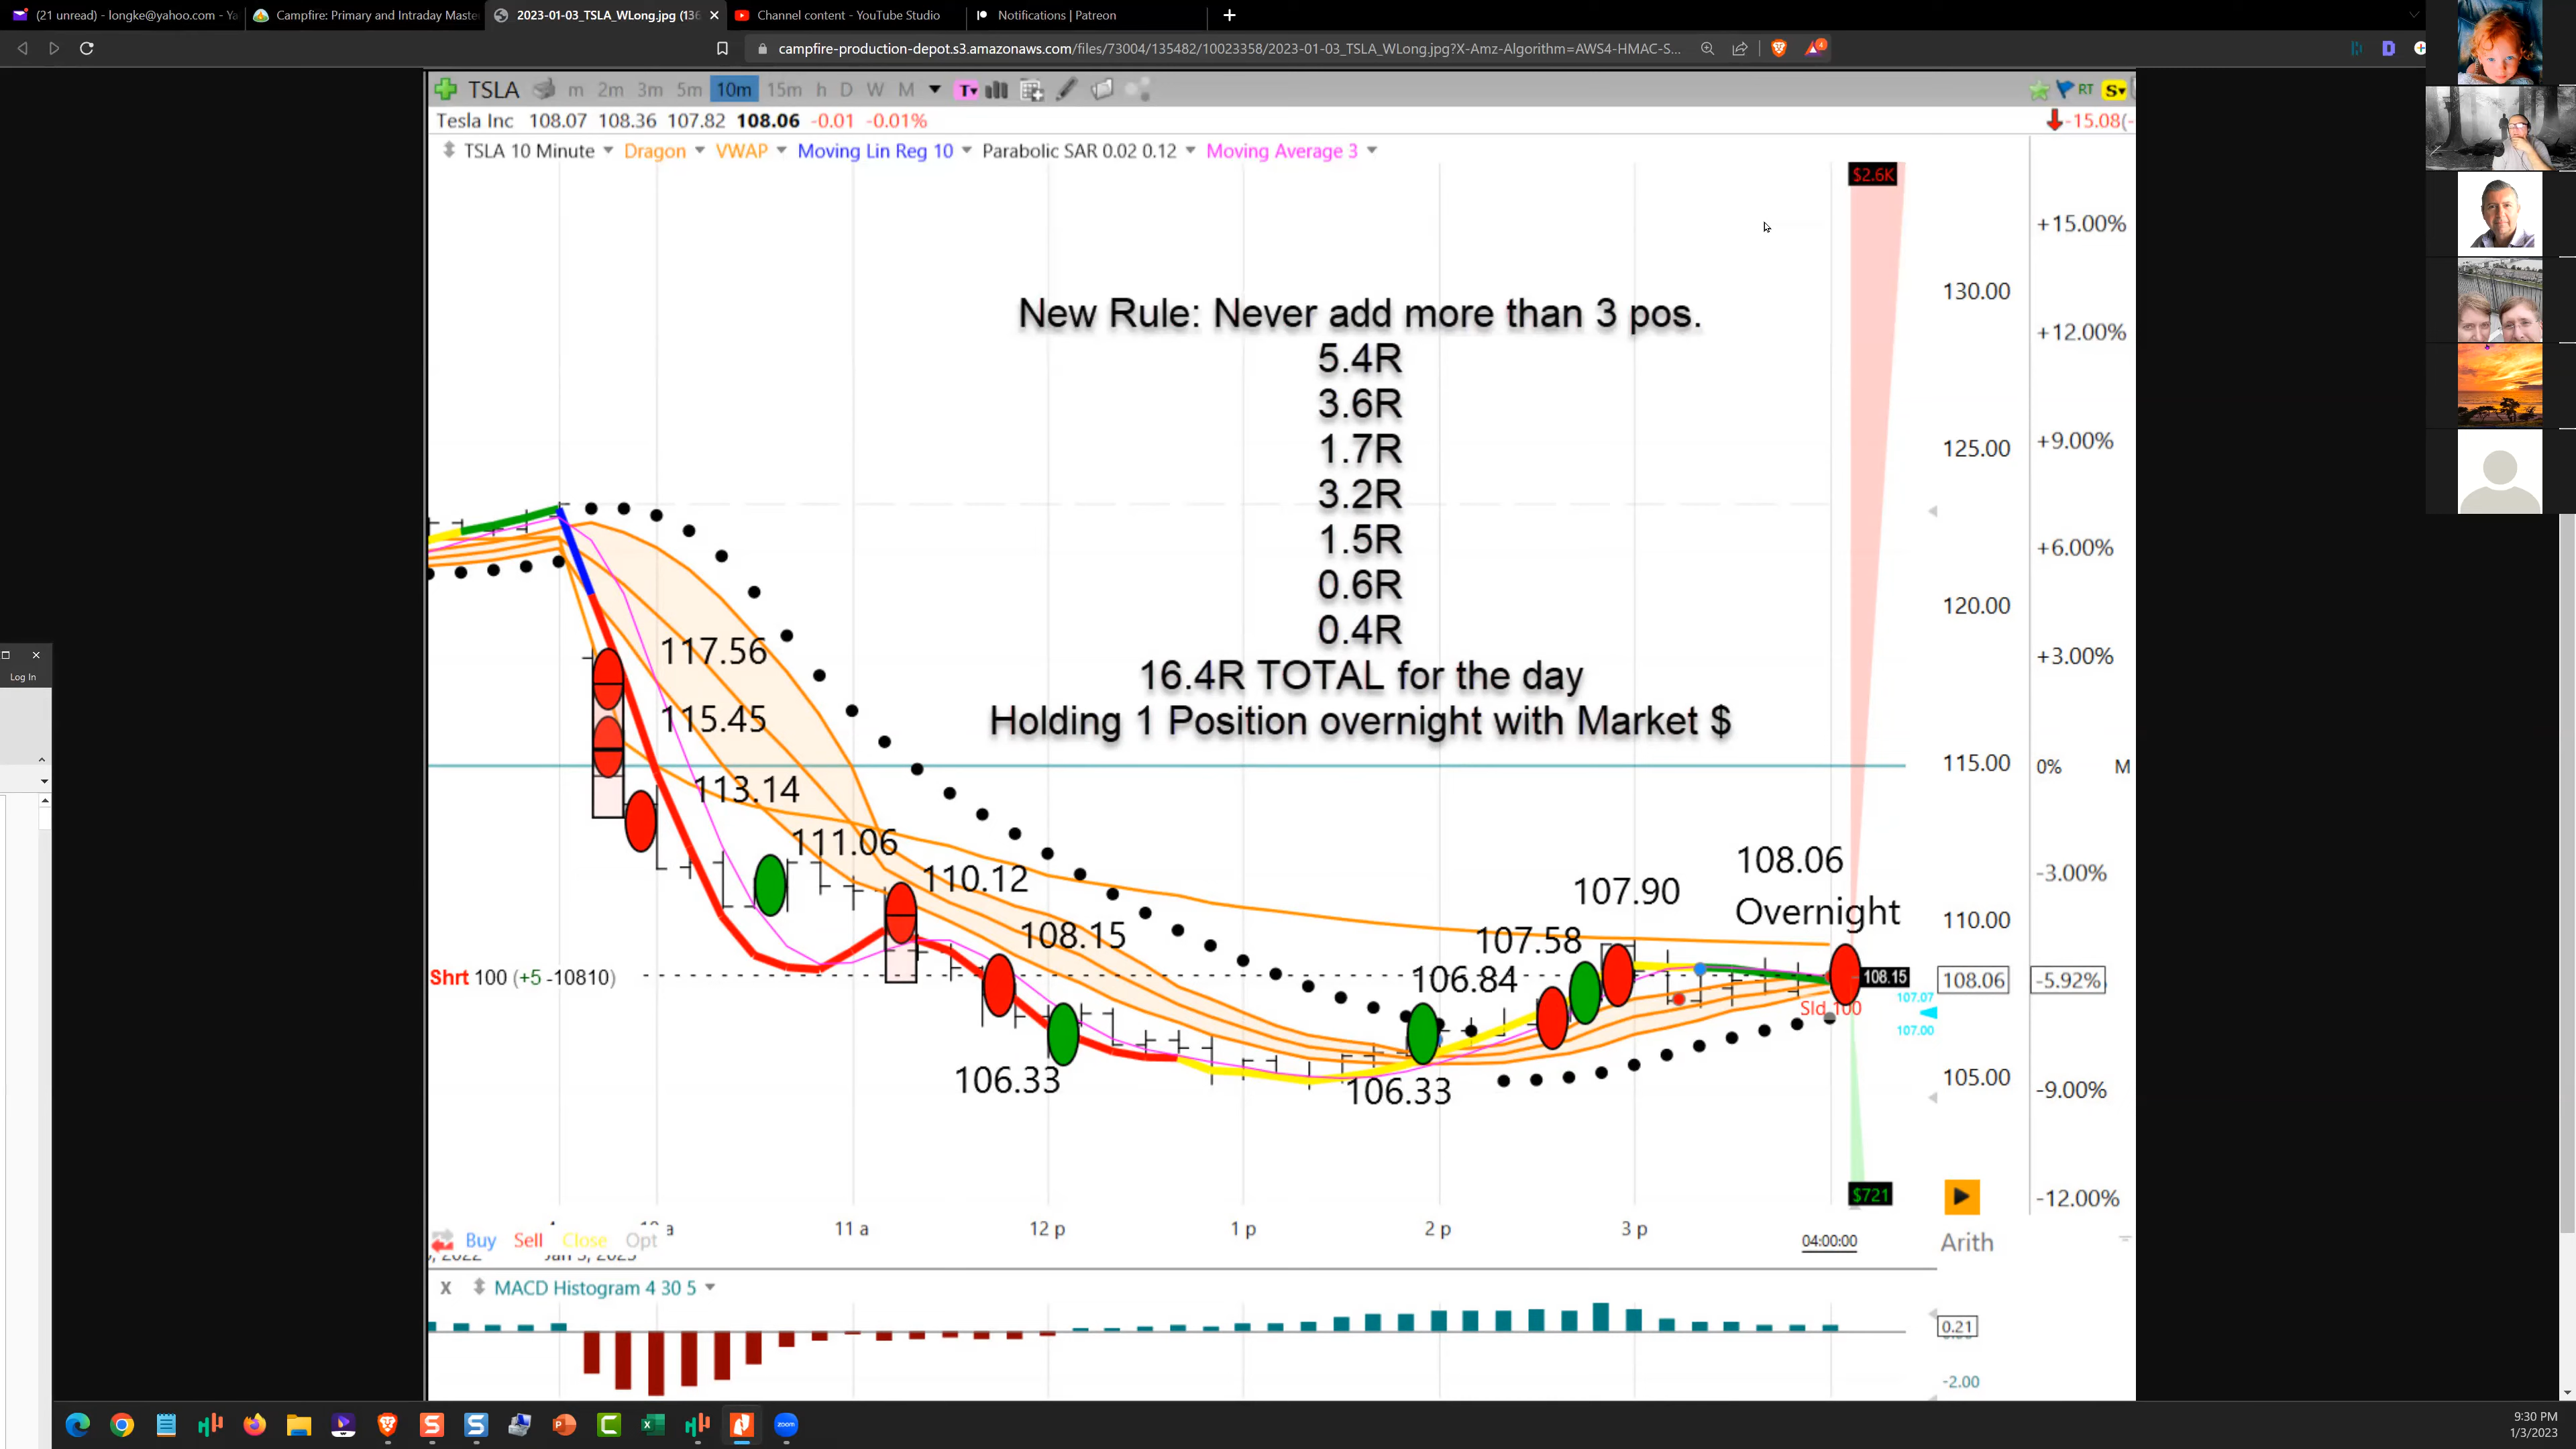 (21 unread) - longke@yahoo.com - Ya
Campfire: Primary and Intraday Maste
2023-01-03_TSLA_WLong.jpg (136
Channel content - YouTube Studio
Notifications | Patreon
campfire-production-depot.s3.amazonaws.com/files/73004/135482/10023358/2023-01-03_TSLA_WLong.jpg?X-Amz-Algorithm=AWS4-HMAC-S...
4
D
TSLA m 2m 3m 5m 10m 15m h D W M T RT S
Tesla Inc 108.07 108.36 107.82 108.06 -0.01 -0.01% -15.08(-
TSLA 10 Minute Dragon VWAP Moving Lin Reg 10 Parabolic SAR 0.02 0.12 Moving Average 3
$2.6K
+15.00%
130.00
New Rule: Never add more than 3 pos.
+12.00%
5.4R
3.6R
125.00 +9.00%
1.7R
3.2R
1.5R
+6.00%
0.6R
120.00
0.4R
Log In
117.56
+3.00%
16.4R TOTAL for the day
115.45
Holding 1 Position overnight with Market $
115.00 0% M
113.14
111.06
108.06
110.12
-3.00%
107.90
Overnight
110.00
108.15
107.58
106.84
Shrt 100 (+5 -10810)
108.15
108.06 -5.92%
107.07
Sld 100
107.00
106.33
106.33
105.00
-9.00%
$721
-12.00%
11 a 12 p 1 p 2 p 3 p
Buy Sell Close Opt
04:00:00
Arith
X MACD Histogram 4 30 5
0.21
-2.00
zoom
9:30 PM
1/3/2023